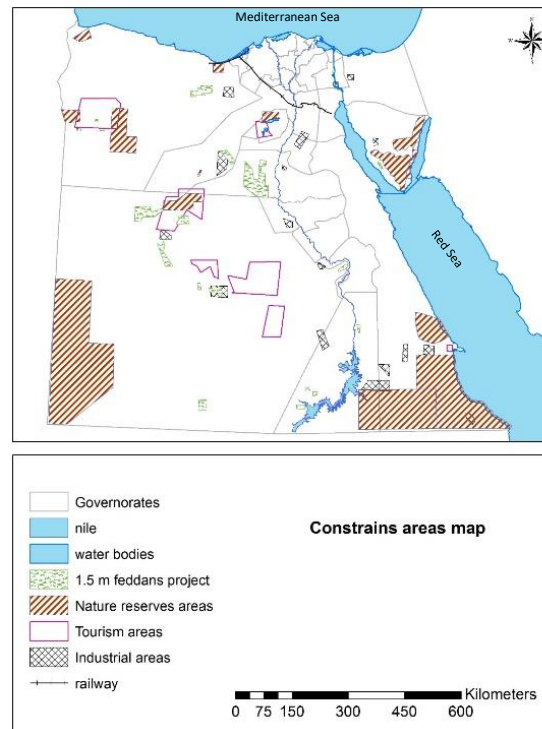 Mediterranean Sea
N
W
Red Sea
Governorates
nile
water bodies
1.5 m feddans project
Nature reserves areas
Tourism areas
Industrial areas
railway
Constrains areas map
Kilometers
0 75 150 300 450 600